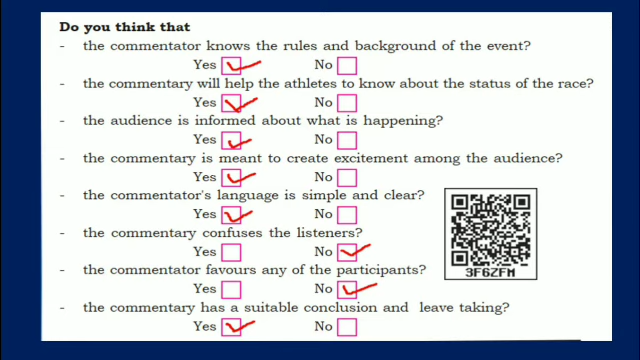 Do you think that
- the commentator knows the rules and background of the event?
Yes No
- the commentary will help the athletes to know about the status of the race?
Yes No
- the audience is informed about what is happening?
Yes No
- the commentary is meant to create excitement among the audience?
Yes No
- the commentator's language is simple and clear?
Yes No
- the commentary confuses the listeners?
Yes No
- the commentator favours any of the participants?
Yes No
3F6ZFM
- the commentary has a suitable conclusion and leave taking?
Yes No